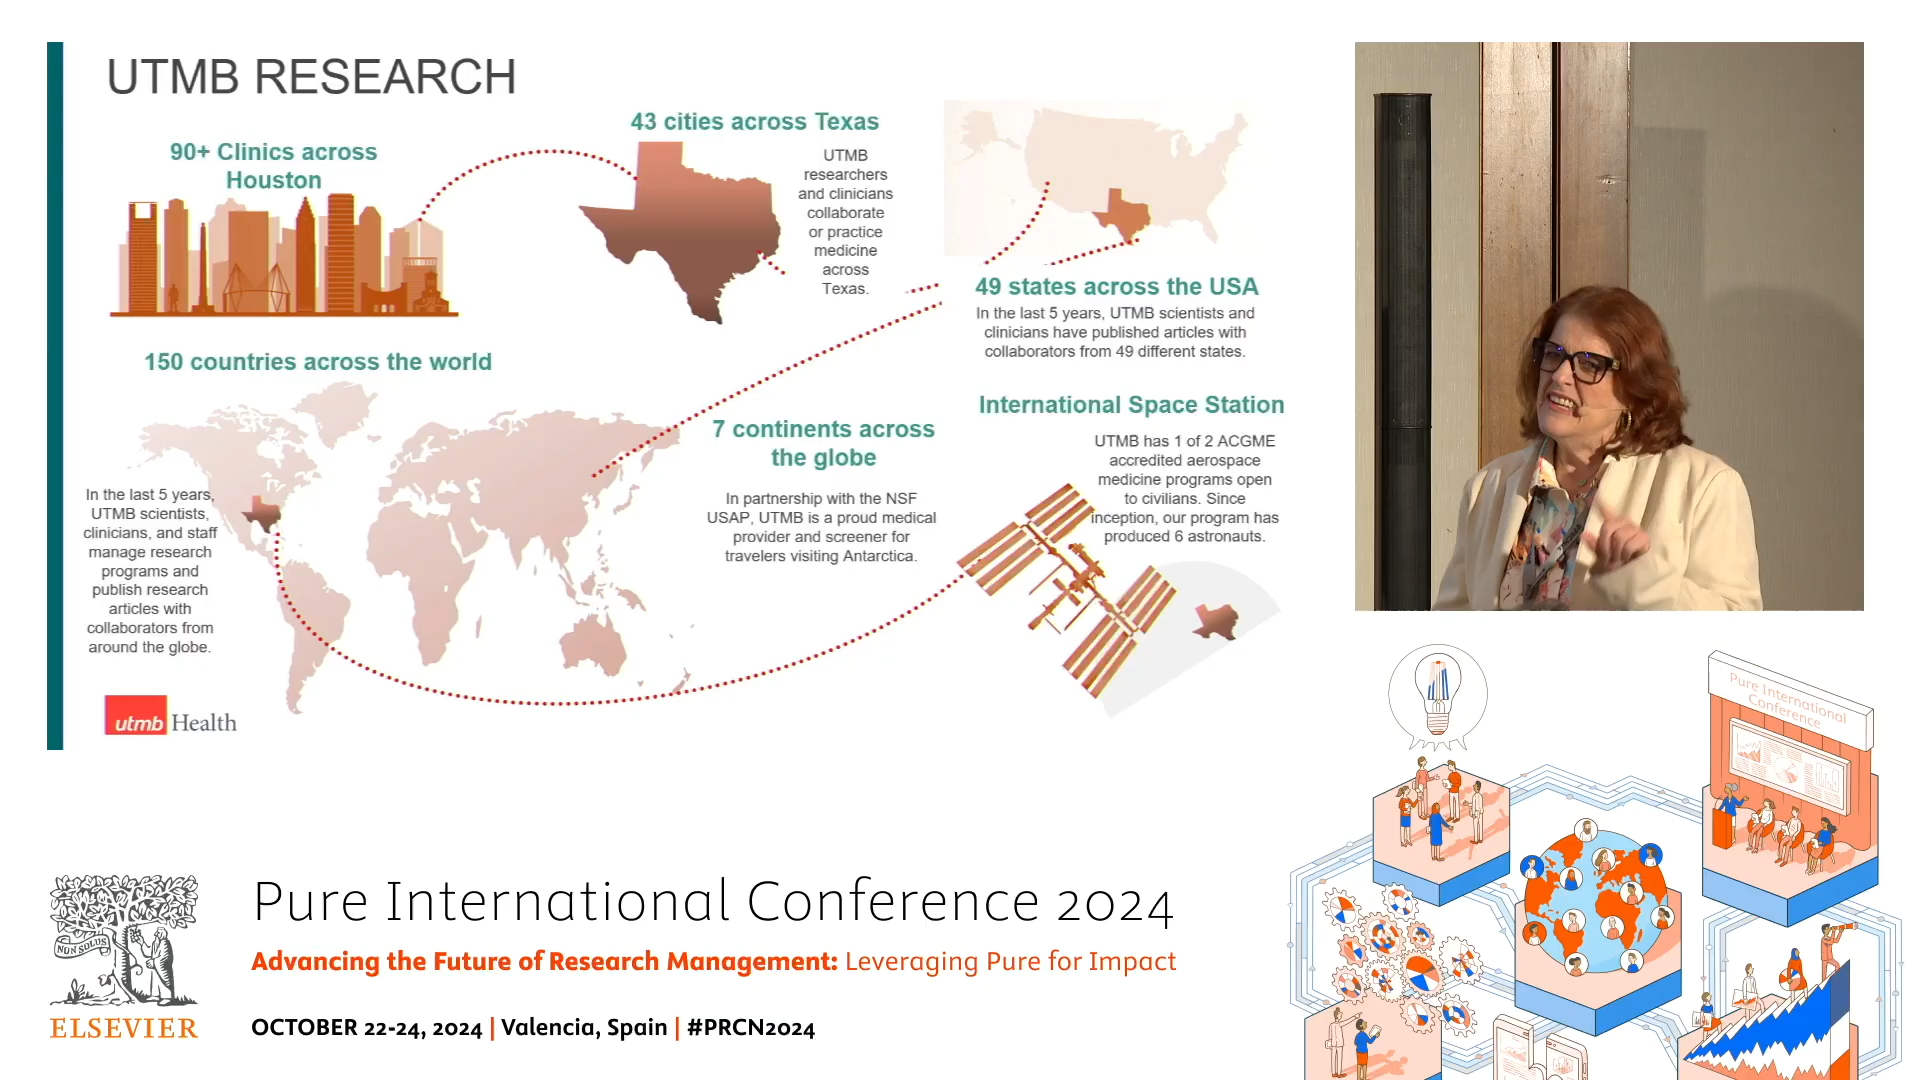 UTMB RESEARCH
90+ Clinics across
Houston
43 cities across Texas
UTMB
researchers
and clinicians
collaborate
or practice
medicine
across
Texas.
49 states across the USA
In the last 5 years, UTMB scientists and
clinicians have published articles with
collaborators from 49 different states.
150 countries across the world
In the last 5 years,
UTMB scientists,
clinicians, and staff
manage research
programs and
publish research
articles with
collaborators from
around the globe.
7 continents across
the globe
In partnership with the NSF
USAP, UTMB is a proud medical
provider and screener for
travelers visiting Antarctica.
International Space Station
UTMB has 1 of 2 ACGME
accredited aerospace
medicine programs open
to civilians. Since
inception, our program has
produced 6 astronauts.
utmb Health
Pure International
Conference
NON SOLUS
ELSEVIER
Pure International Conference 2024
Advancing the Future of Research Management: Leveraging Pure for Impact
OCTOBER 22-24, 2024 | Valencia, Spain | #PRCN2024